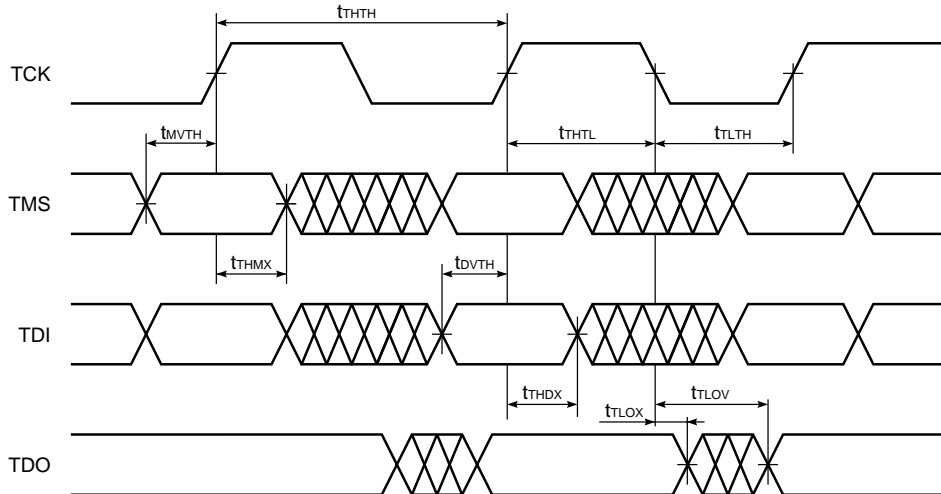 tTHTH
TCK
tMVTH
tTHTL
tTLTH
TMS
tTHMX
tDVTH
TDI
tTHDX
tTLOV
tTLOX
TDO